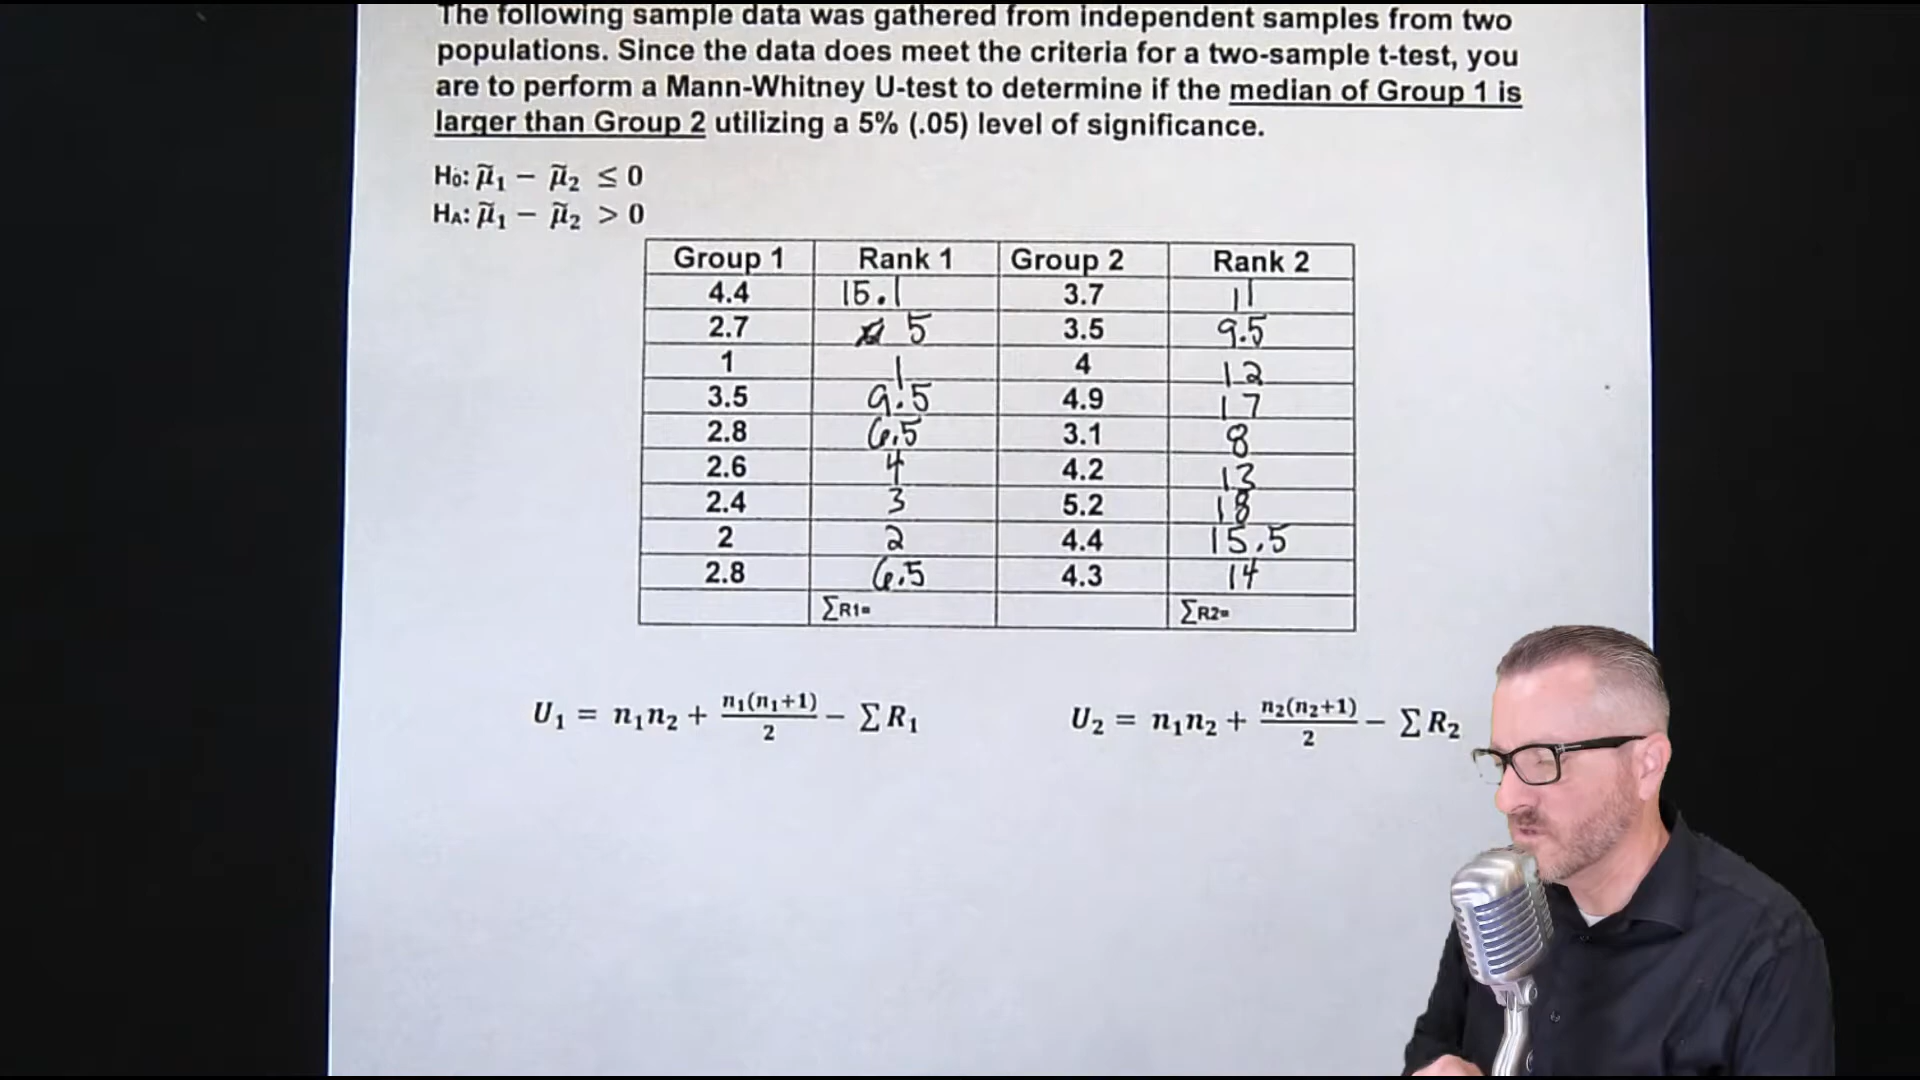 The following sample data was gathered from independent samples from two
populations. Since the data does meet the criteria for a two-sample t-test, you
are to perform a Mann-Whitney U-test to determine if the median of Group 1 is
larger than Group 2 utilizing a 5% (.05) level of significance.
H₀: μ̃₁ − μ̃₂ ≤ 0
Hᴀ: μ̃₁ − μ̃₂ > 0
Group 1 Rank 1 Group 2 Rank 2
4.4 15. 3.7 11
2.7 5 3.5 9.5
1 1 4 12
3.5 9.5 4.9 17
2.8 6.5 3.1 8
2.6 4 4.2 13
2.4 3 5.2 18
2 2 4.4 15.5
2.8 6.5 4.3 14
∑R1= ∑R2=
U₁ = n₁n₂ + n₁(n₁+1)/2 − ∑R₁ U₂ = n₁n₂ + n₂(n₂+1)/2 − ∑R₂